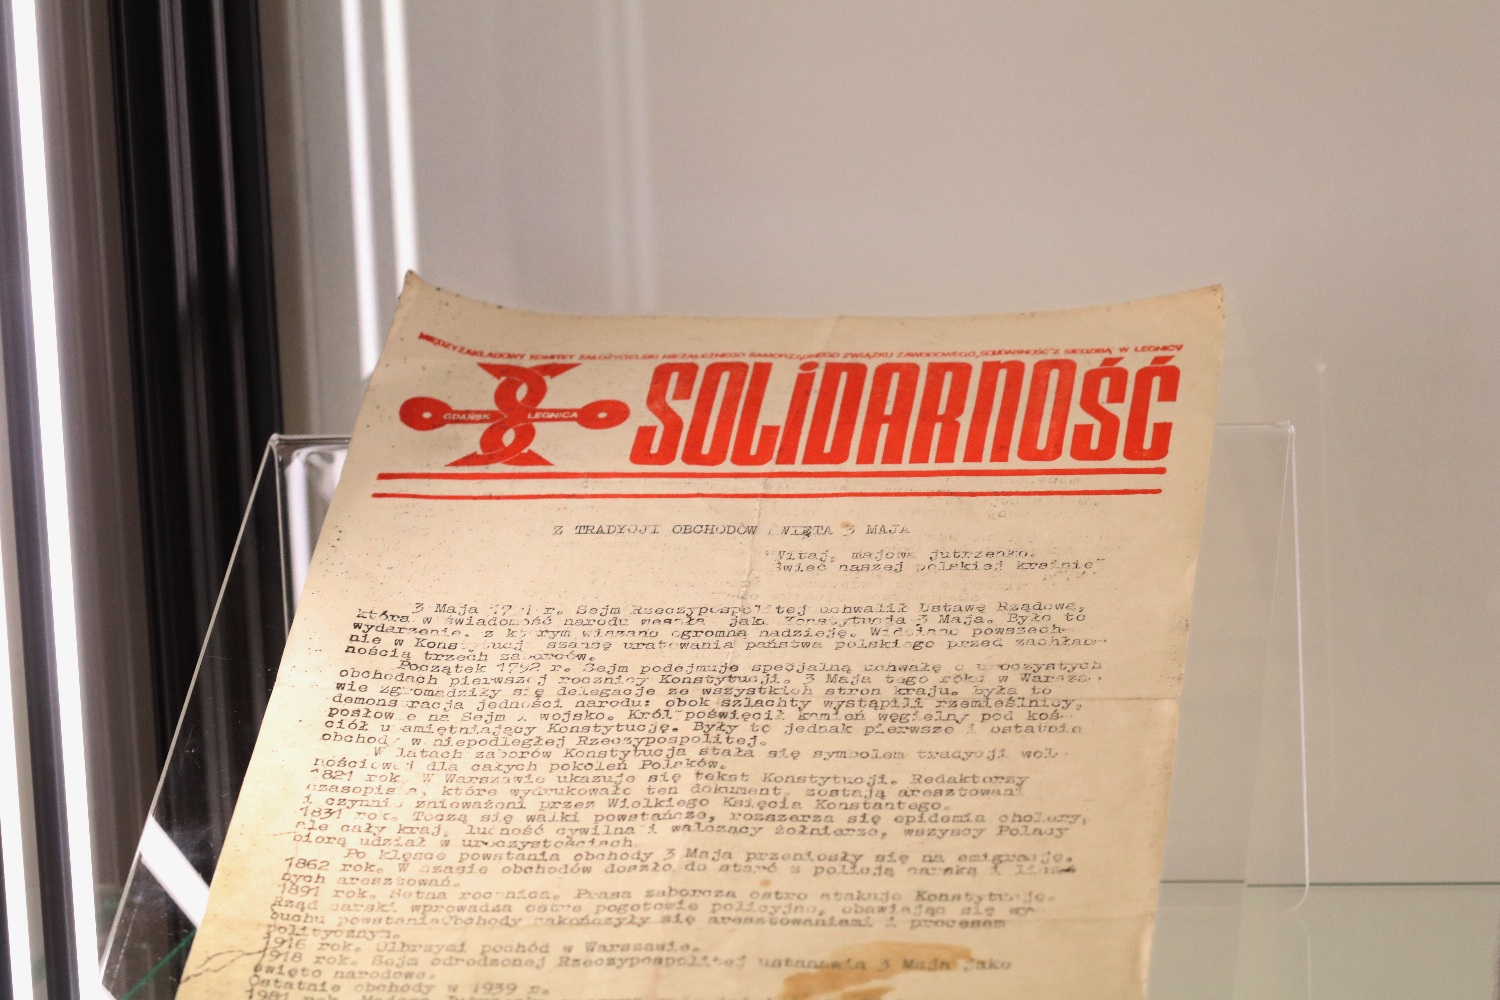 MIĘDZYZAKŁADOWY KOMITET ZAŁOŻYCIELSKI NIEZALEŻNEGO SAMORZĄDNEGO ZWIĄZKU ZAWODOWEGO „SOLIDARNOŚĆ" Z SIEDZIBĄ W LEGNICY
GDAŃSK LEGNICA
SOLiDARNOŚĆ
Z TRADYCJI OBCHODÓW WIĘTA 3 MAJA
"Witaj, majowa jutrzenko.
Świeć naszej polskiej krainie"
3 Maja r. Sejm Rzeczypospolitej uchwalił Ustawę Rządową,
która w świadomość narodu weszła jako Konstytucja 3 Maja. Było to
wydarzenie, z którym wiązano ogromną nadzieję. Widziano powszech-
nie w Konstytucji szansę uratowania państwa polskiego przed zachłan-
nością trzech zaborców.
Początek 1792 r. Sejm podejmuje specjalną uchwałę o uroczystych
obchodach pierwszej rocznicy Konstytucji. 3 Maja tego roku w Warsza-
wie zgromadziły się delegacje ze wszystkich stron kraju. Była to
demonstracja jedności narodu: obok szlachty wystąpili rzemieślnicy,
posłowie na Sejm i wojsko. Król poświęcił kamień węgielny pod koś-
ciół upamiętniający Konstytucję. Były to jednak pierwsze i ostatnie
obchody w niepodległej Rzeczypospolitej.
W latach zaborów Konstytucja stała się symbolem tradycji wol-
nościowej dla całych pokoleń Polaków.
1821 rok. W Warszawie ukazuje się tekst Konstytucji. Redaktorzy
czasopisma, które wydrukowało ten dokument, zostają aresztowani
i czynnie znieważeni przez Wielkiego Księcia Konstantego.
1831 rok. Toczą się walki powstańcze, rozszerza się epidemia cholery,
ale cały kraj, ludność cywilna i walczący żołnierze, wszyscy Polacy
biorą udział w uroczystościach.
Po klęsce powstania obchody 3 Maja przeniosły się na emigrację.
1862 rok. W czasie obchodów doszło do starć z policją carską i licz-
nych aresztowań.
1891 rok. Setna rocznica. Prasa zaborcza ostro atakuje Konstytucję.
Rząd carski wprowadza ostre pogotowie policyjne, obawiając się wy-
buchu powstania. Obchody zakończyły się aresztowaniami i procesem
politycznym.
1916 rok. Olbrzymi pochód w Warszawie.
1918 rok. Sejm odrodzonej Rzeczypospolitej ustanawia 3 Maja jako
święto narodowe.
Ostatnie obchody w 1939 r.
1981 rok.